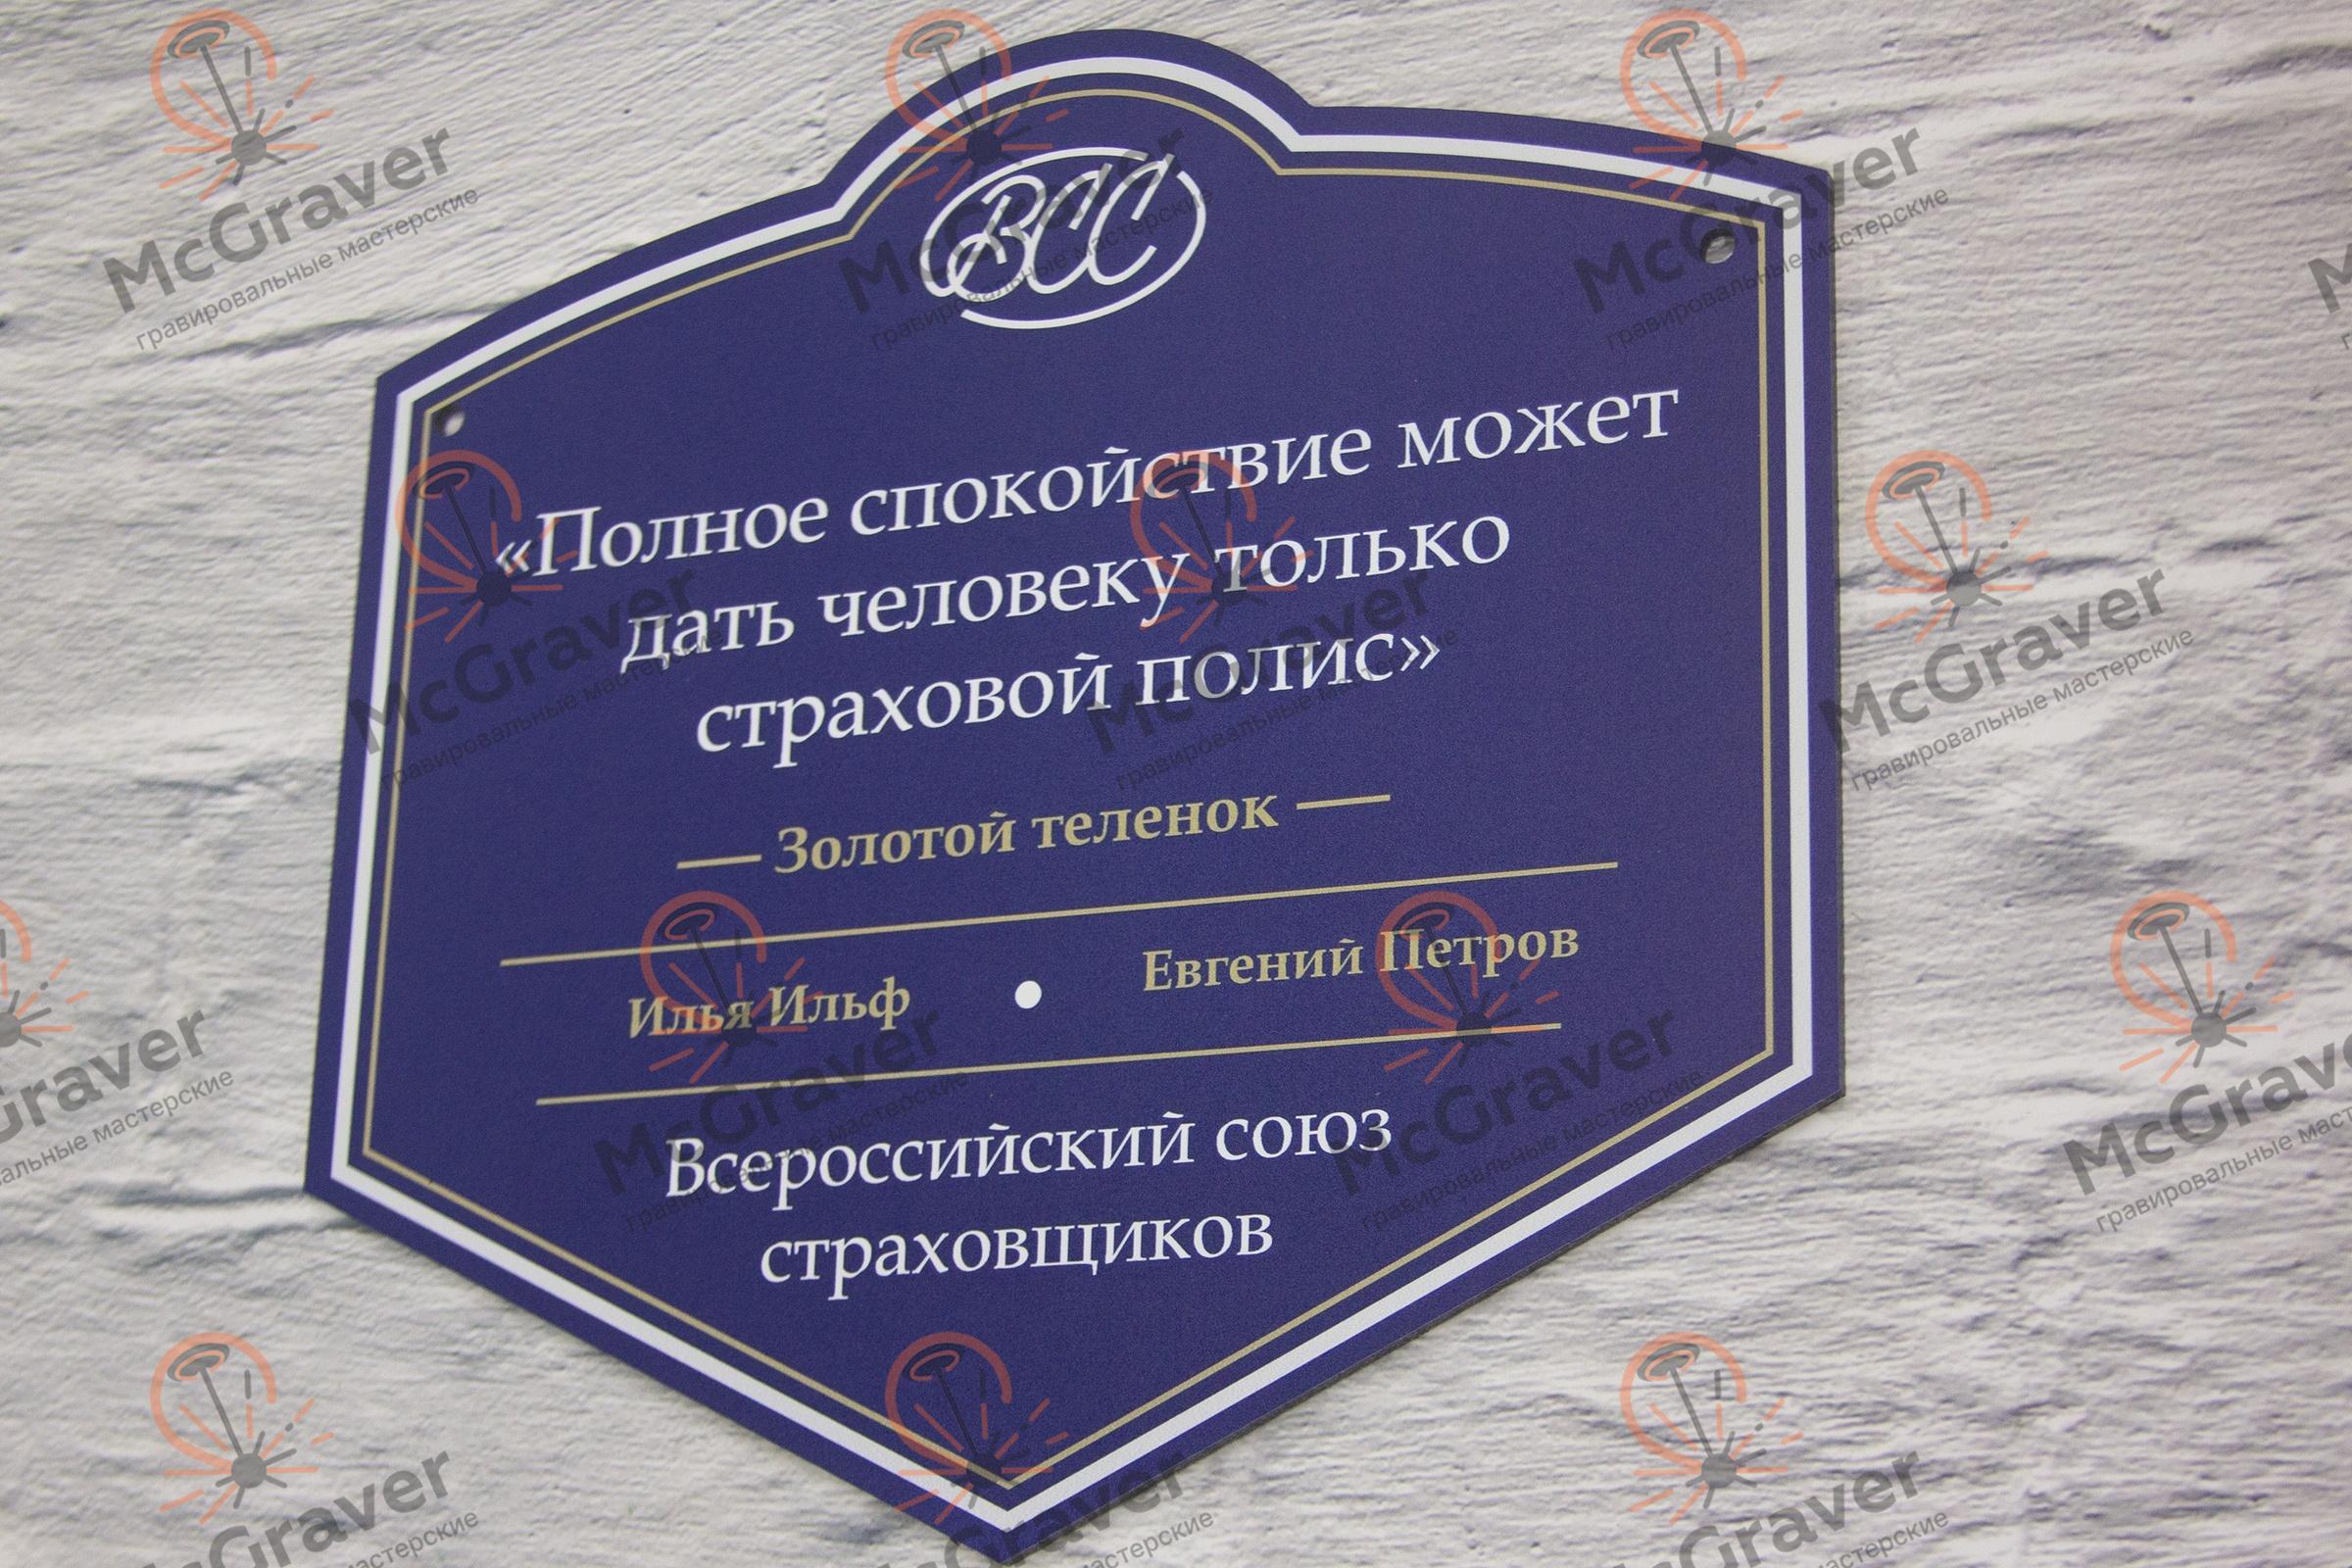 ВСС
«Полное спокойствие может
дать человеку только
страховой полис»
— Золотой теленок —
Илья Ильф • Евгений Петров
Всероссийский союз
страховщиков
McGraver
гравировальные мастерские